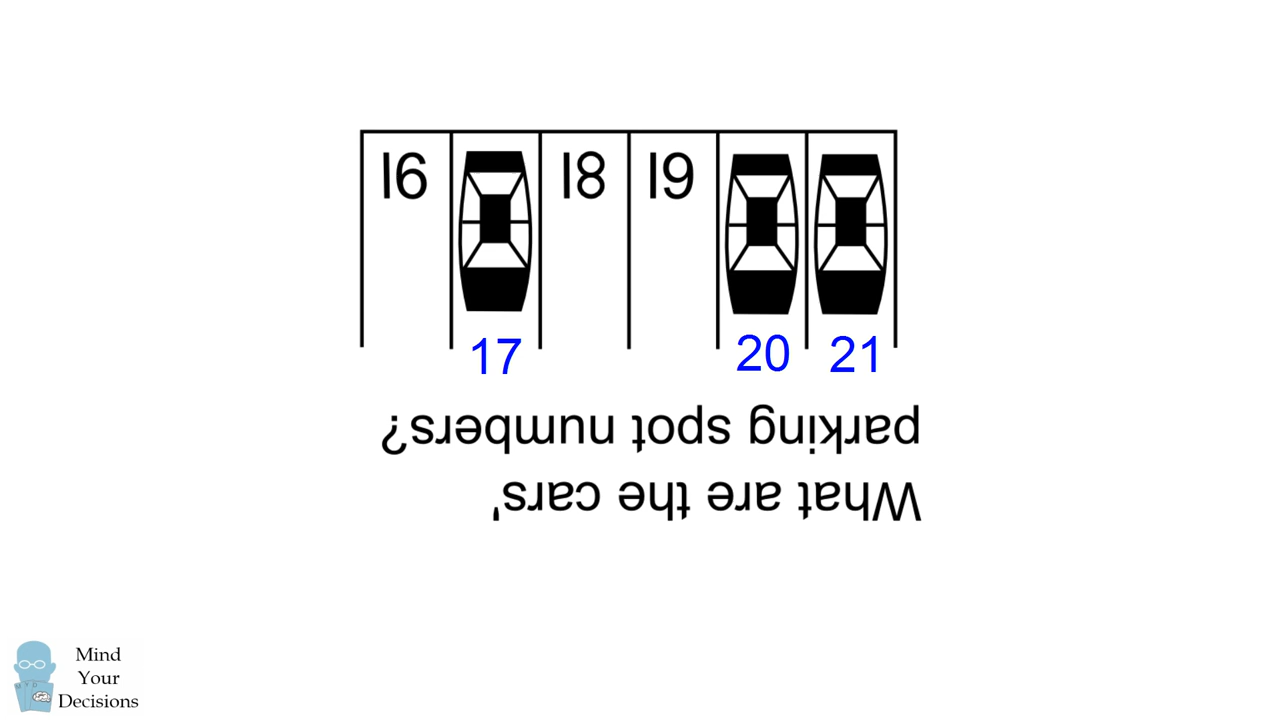 16 18 19
17 20 21
What are the cars'
parking spot numbers?
Mind
Your
Decisions